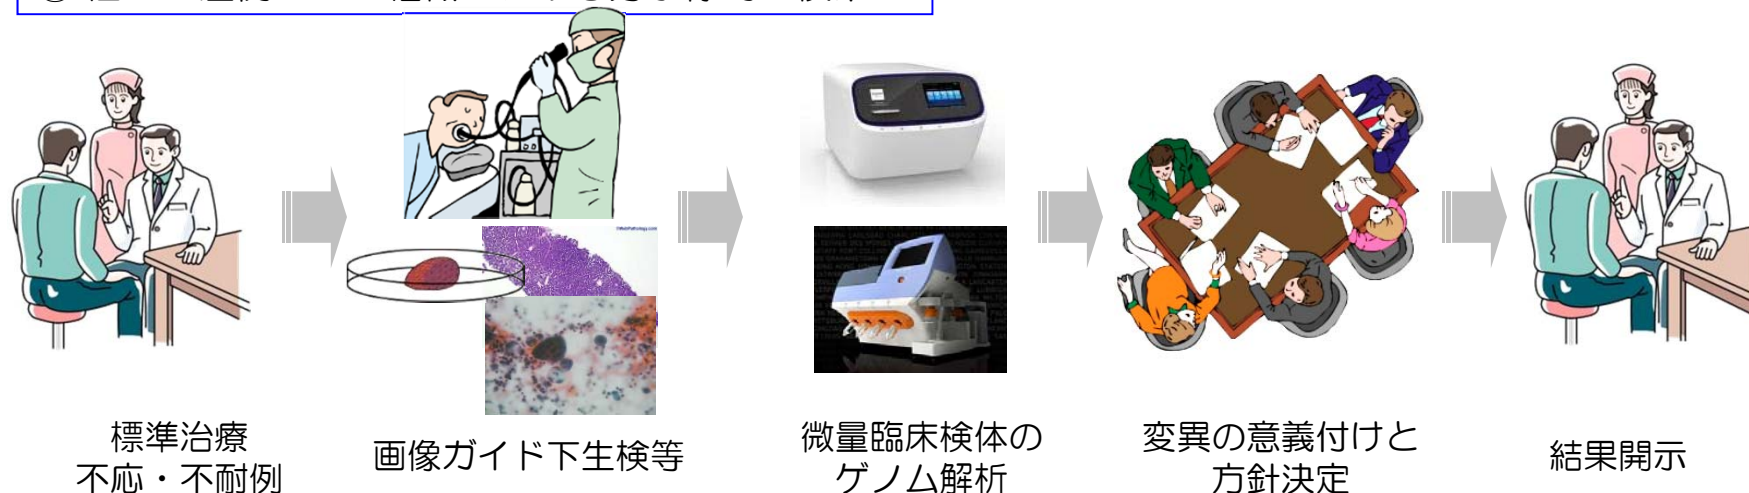 標準治療
不応・不耐例
画像ガイド下生検等
微量臨床検体の
ゲノム解析
変異の意義付けと
方針決定
結果開示